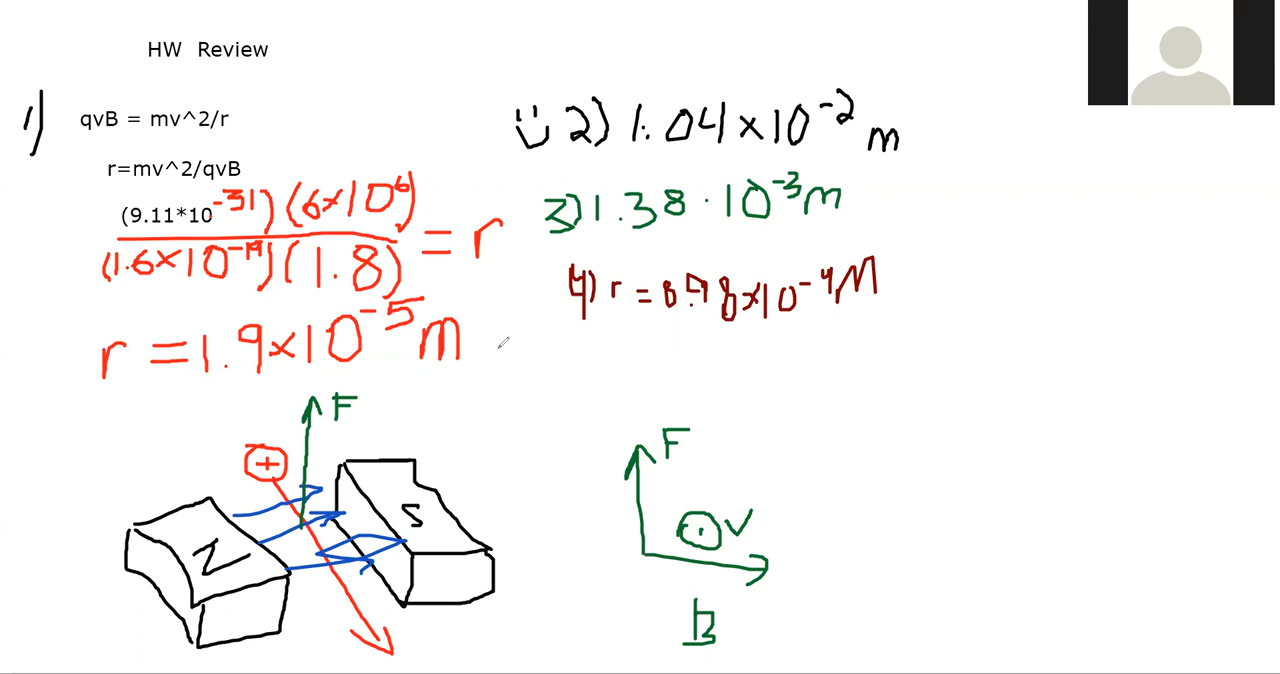 HW Review
1)
qvB = mv^2/r
r=mv^2/qvB
(9.11*10^-31)(6×10^6)
(1.6×10^-19)(1.8) = r
r = 1.9×10^-5 m
2) 1.04×10^-2 m
3) 1.38·10^-3 m
4) r = 8.98×10^-4 M
F
+
N
S
F
V
B